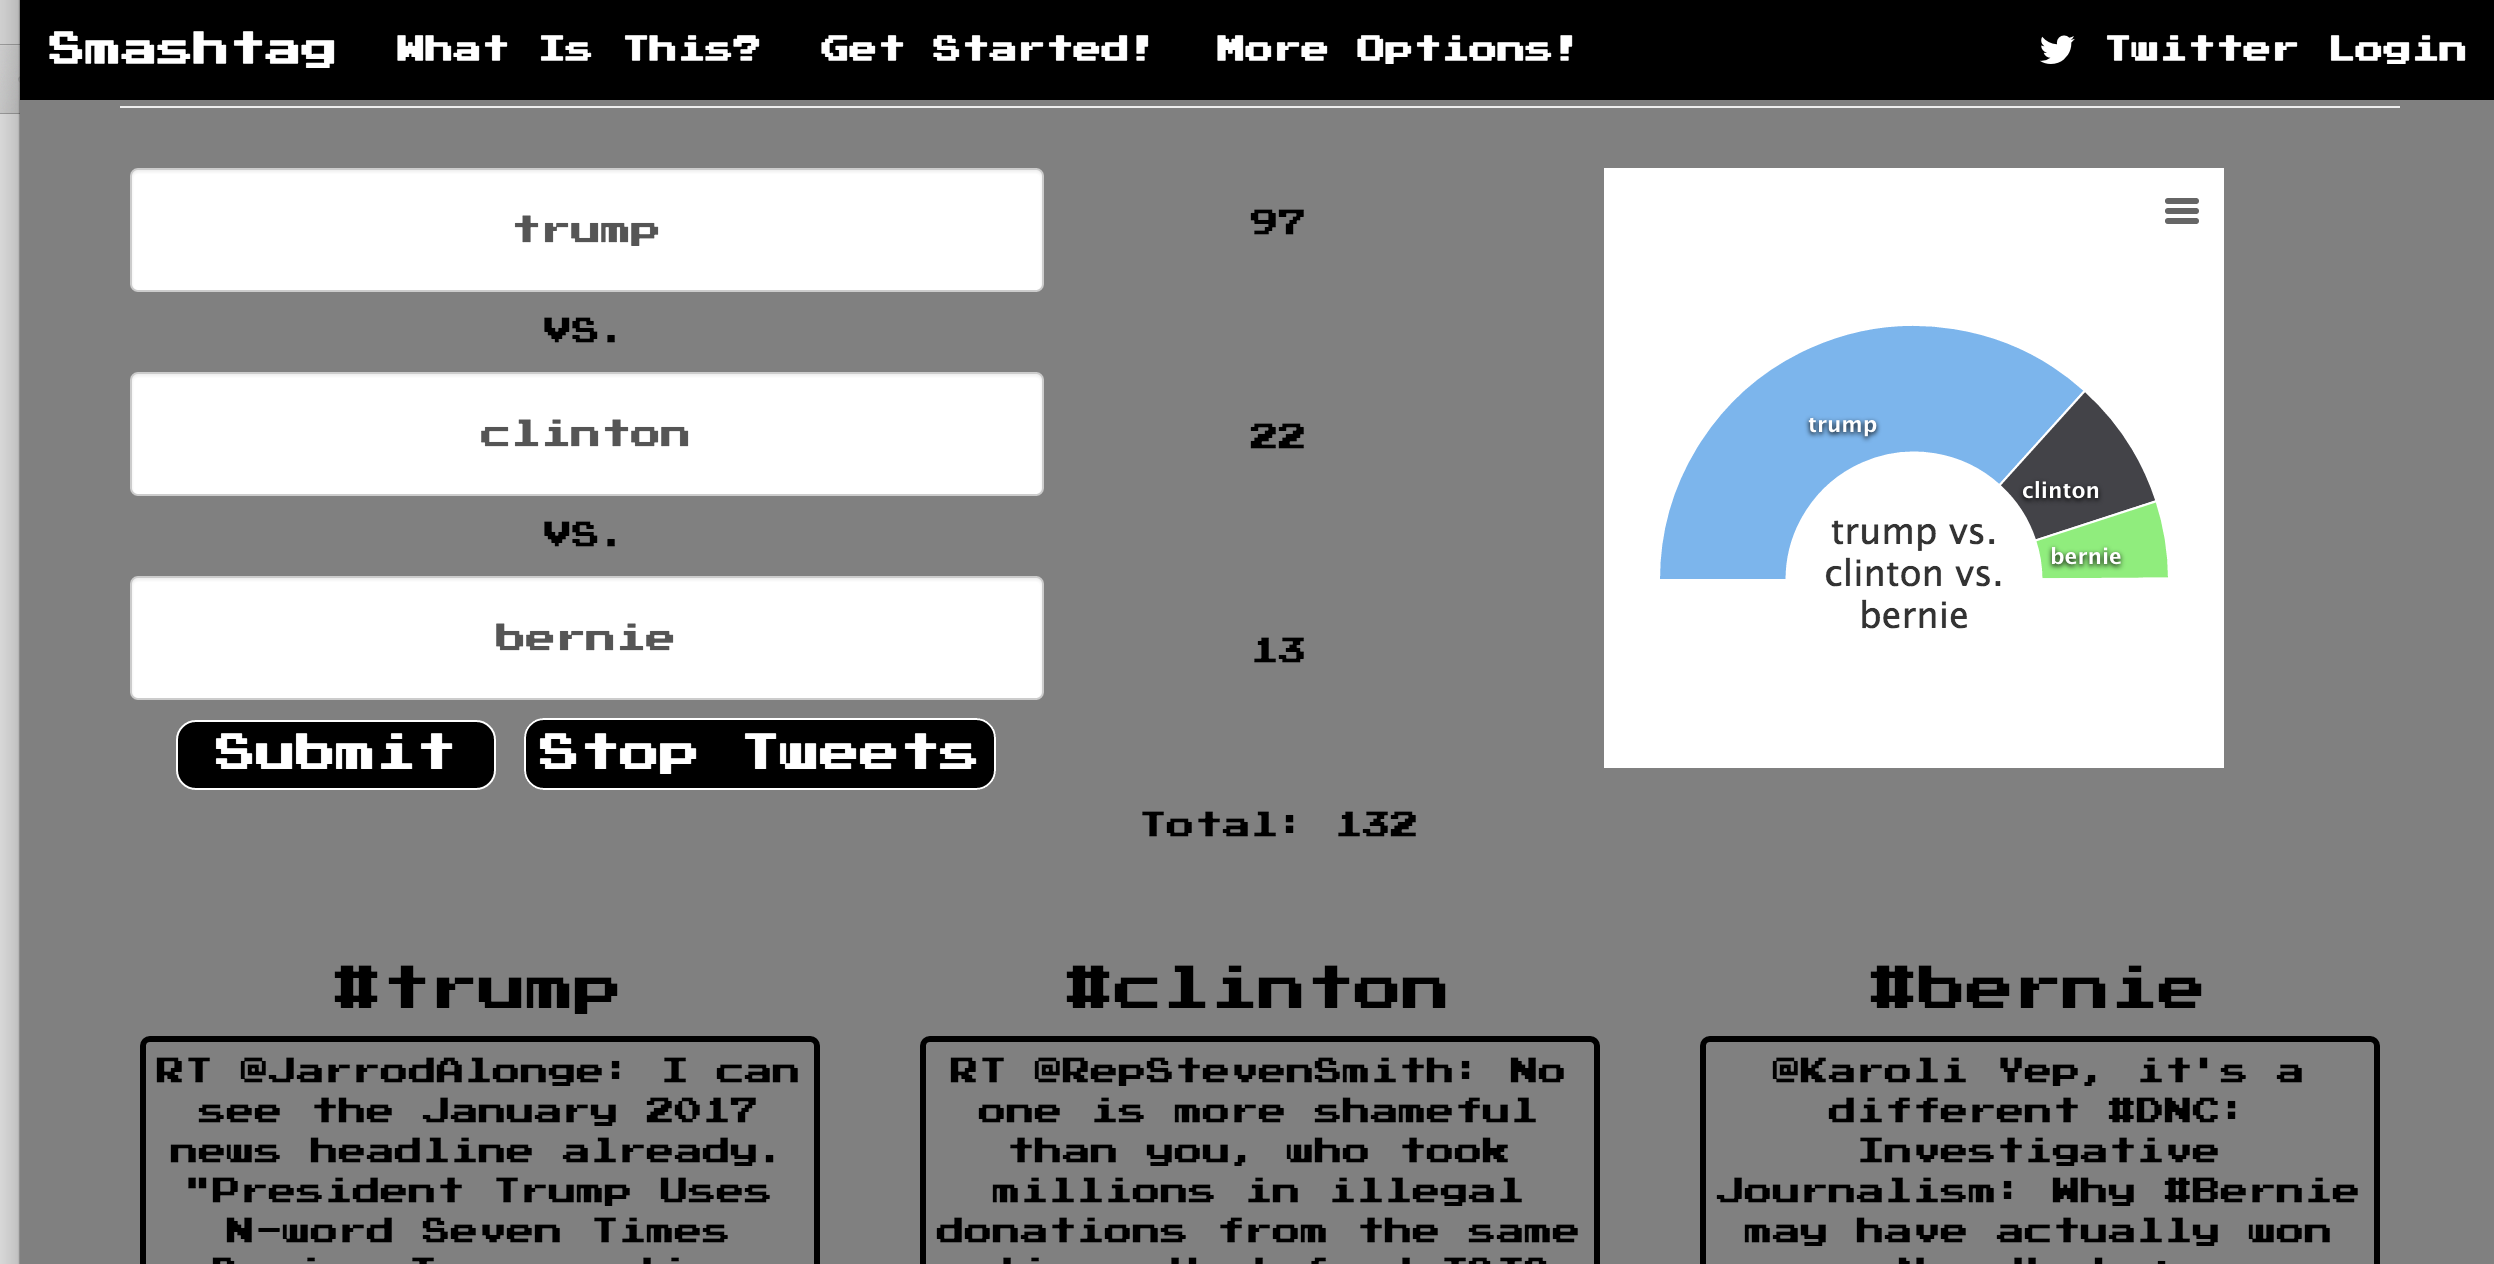 Smashtag What Is This? Get Started! More Options! Twitter Login
trump
97
vs.
clinton
22
vs.
bernie
13
Submit Stop Tweets
Total: 132
trump
clinton
bernie
trump vs.
clinton vs.
bernie
#trump
RT @JarrodAlonge: I can
see the January 2017
news headline already.
"President Trump Uses
N-word Seven Times
#clinton
RT @RepStevenSmith: No
one is more shameful
than you, who took
millions in illegal
donations from the same
#bernie
@Karoli Yep, it's a
different #DNC:
Investigative
Journalism: Why #Bernie
may have actually won